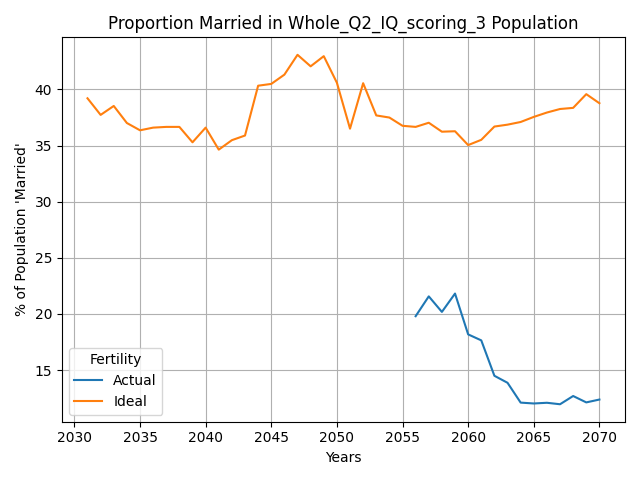 Proportion Married in Whole_Q2_IQ_scoring_3 Population
% of Population 'Married'
40
35
30
25
20
15
Fertility
Actual
Ideal
2030 2035 2040 2045 2050 2055 2060 2065 2070
Years